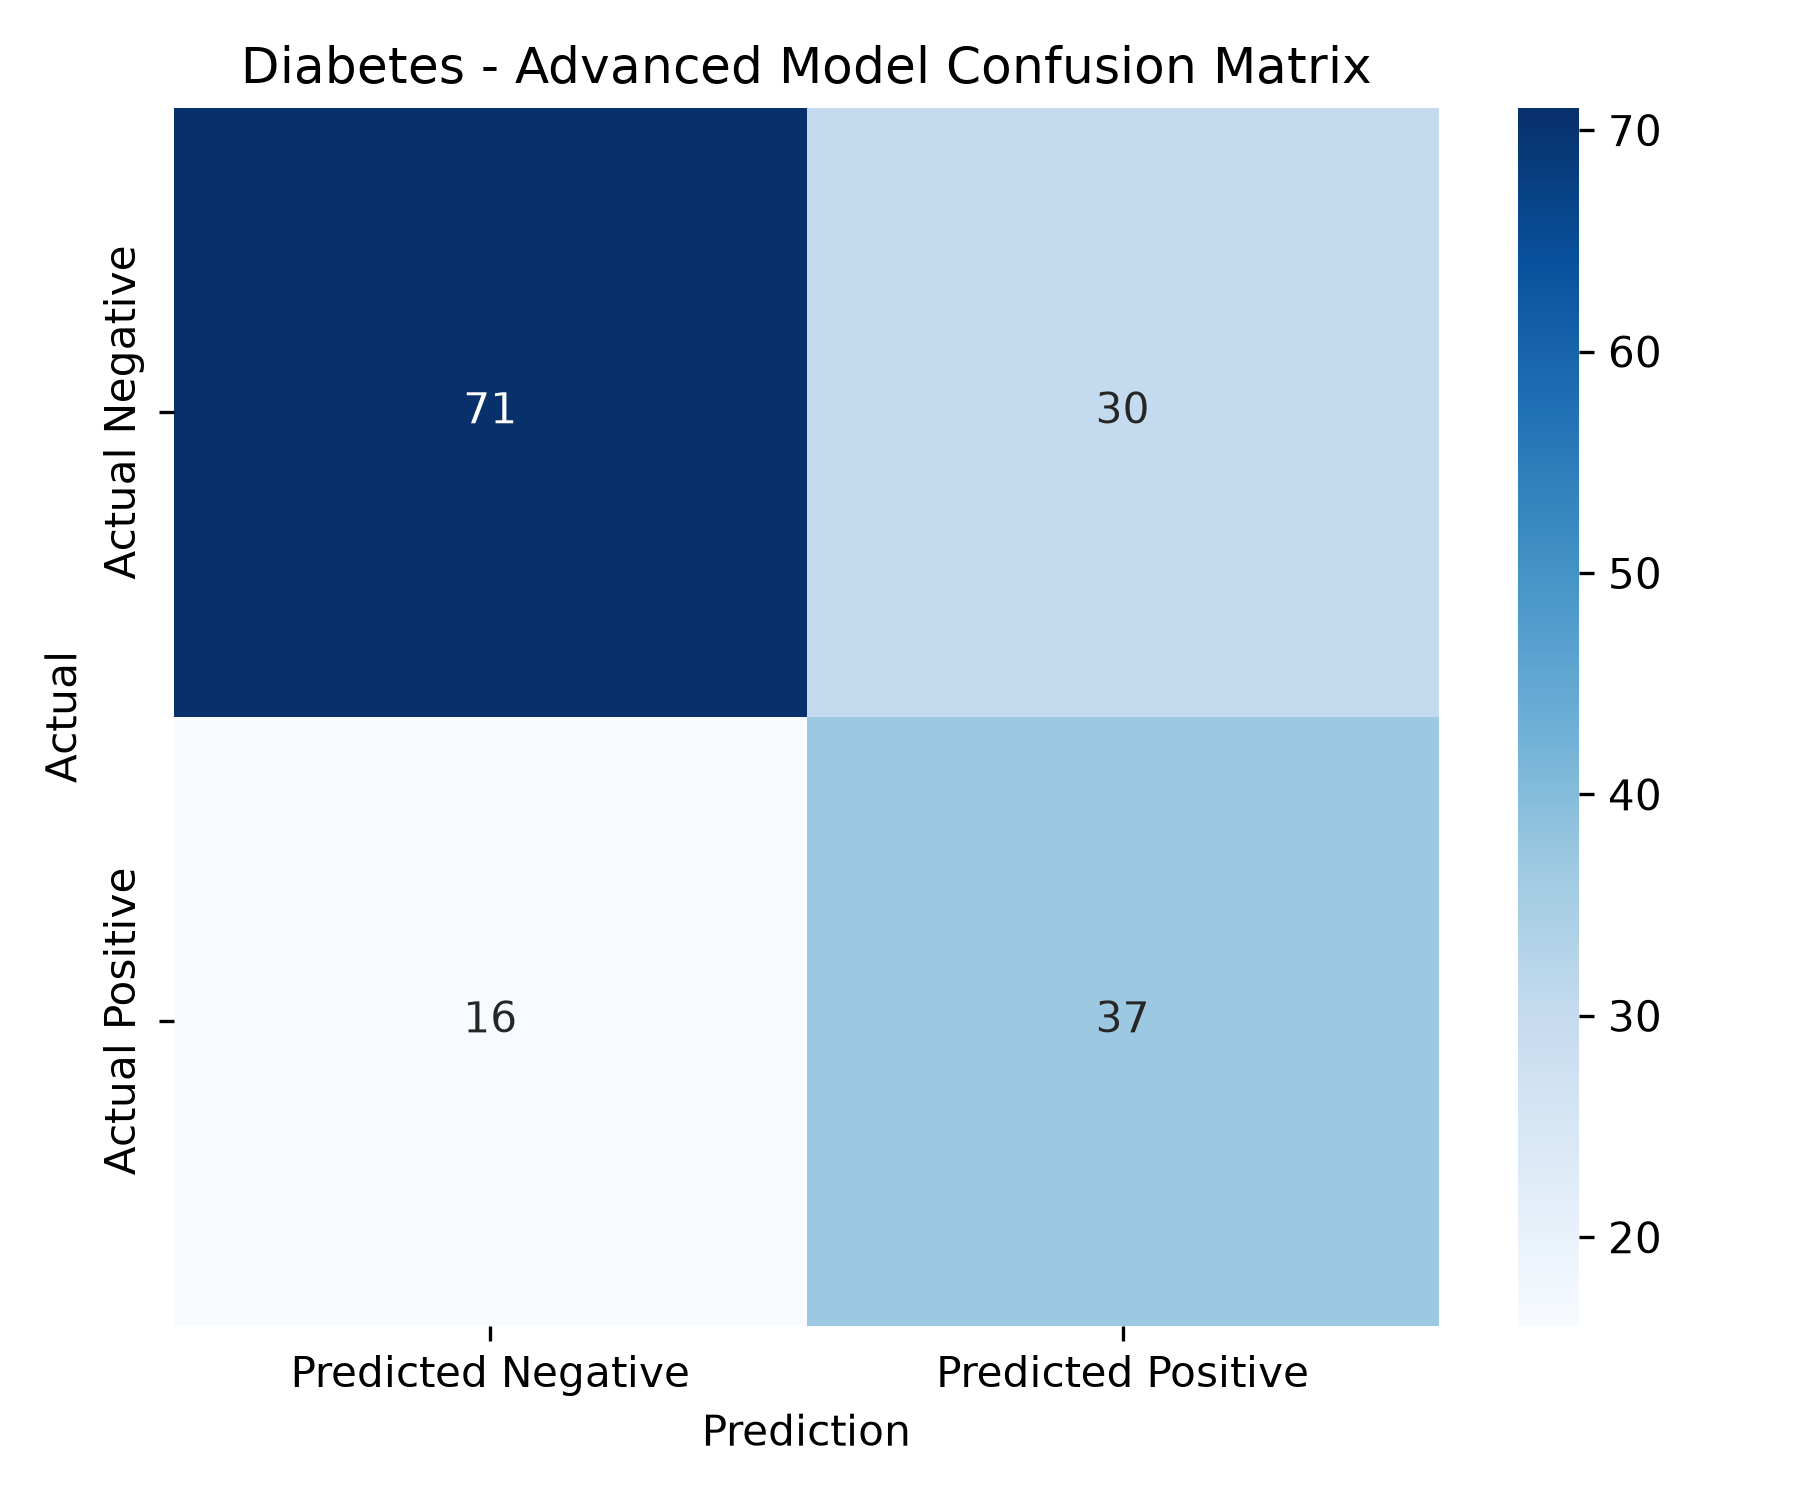 Diabetes - Advanced Model Confusion Matrix
Actual
Actual Negative
Actual Positive
71
30
16
37
Predicted Negative
Predicted Positive
Prediction
70
60
50
40
30
20